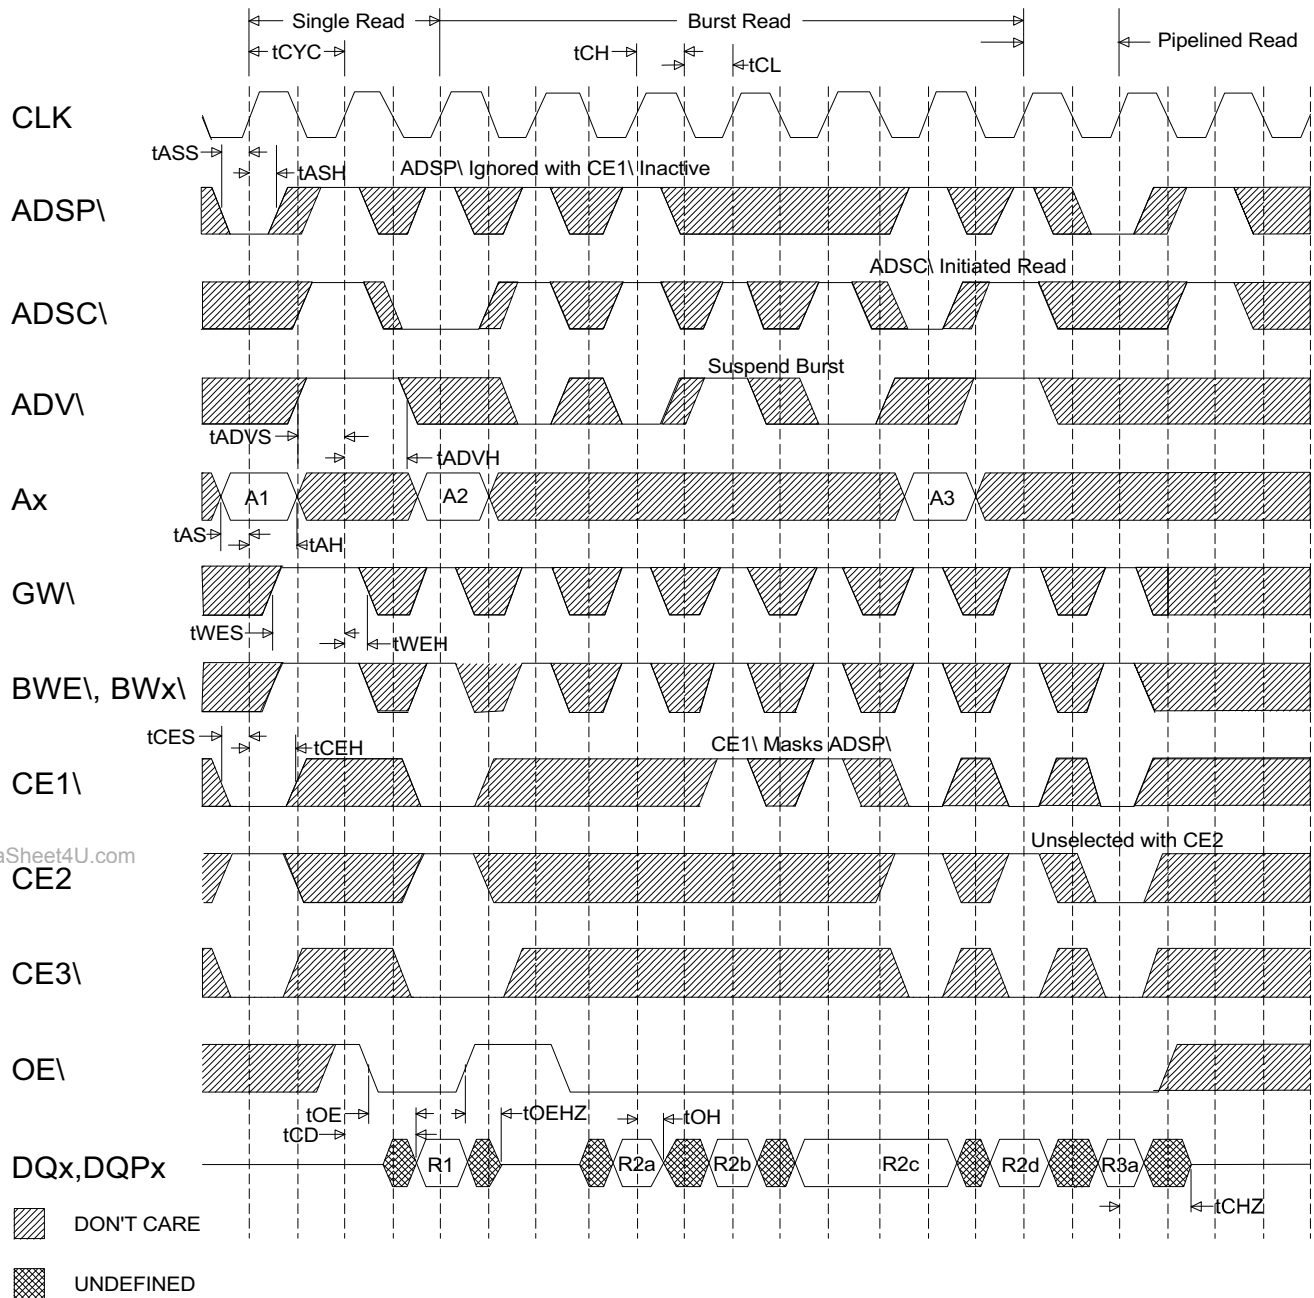 Single Read
Burst Read
Pipelined Read
tCYC
tCH
tCL
CLK
tASS
tASH
ADSP\ Ignored with CE1\ Inactive
ADSP\
ADSC\ Initiated Read
ADSC\
Suspend Burst
ADV\
tADVS
tADVH
Ax
A1
A2
A3
tAS
tAH
GW\
tWES
tWEH
BWE\, BWx\
tCES
tCEH
CE1\ Masks ADSP\
CE1\
aSheet4U.com
Unselected with CE2
CE2
CE3\
OE\
tOE
tOEHZ
tOH
tCD
DQx,DQPx
R1
R2a
R2b
R2c
R2d
R3a
tCHZ
DON'T CARE
UNDEFINED